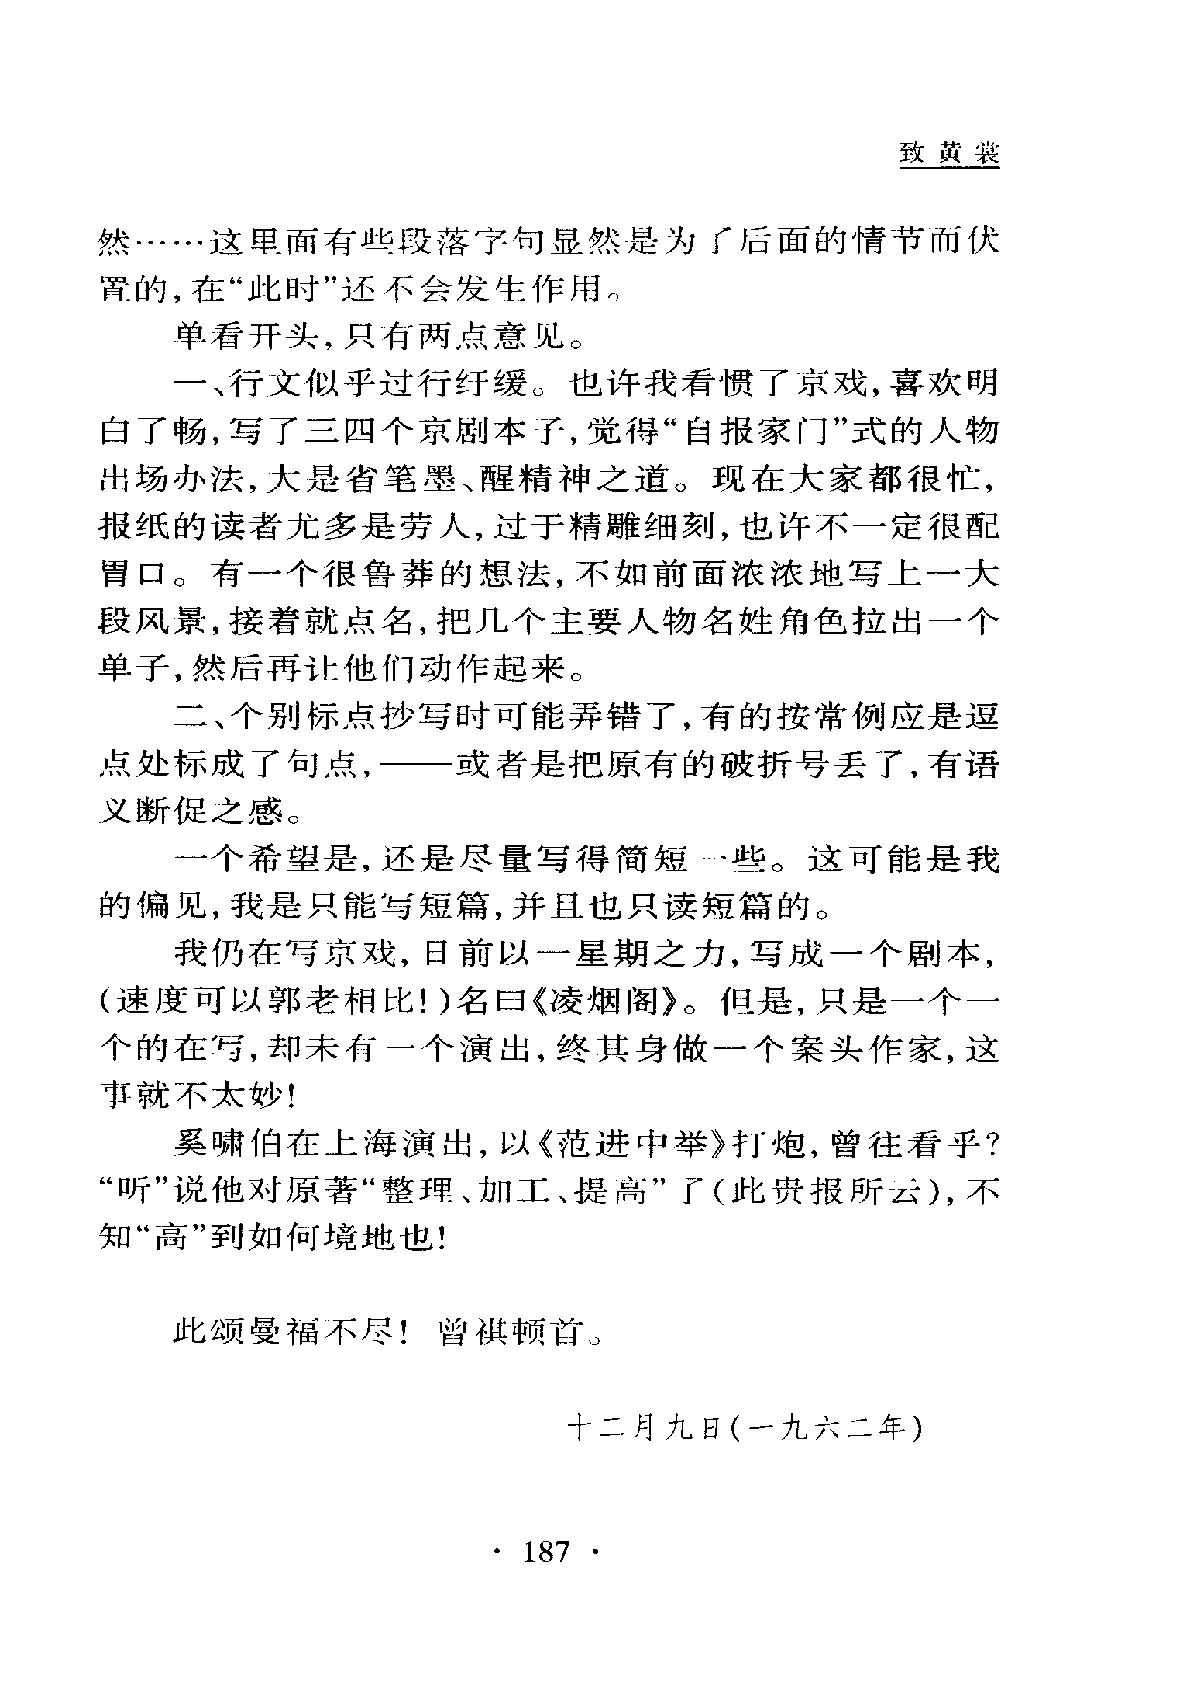 致黄裳
然……这里面有些段落字句显然是为了后面的情节而伏
置的,在“此时”还不会发生作用。
单看开头,只有两点意见。
一、行文似乎过行纡缓。也许我看惯了京戏,喜欢明
白了畅,写了三四个京剧本子,觉得“自报家门”式的人物
出场办法,大是省笔墨、醒精神之道。现在大家都很忙,
报纸的读者尤多是劳人,过于精雕细刻,也许不一定很配
胃口。有一个很鲁莽的想法,不如前面浓浓地写上一大
段风景,接着就点名,把几个主要人物名姓角色拉出一个
单子,然后再让他们动作起来。
二、个别标点抄写时可能弄错了,有的按常例应是逗
点处标成了句点,——或者是把原有的破折号丢了,有语
义断促之感。
一个希望是,还是尽量写得简短一些。这可能是我
的偏见,我是只能写短篇,并且也只读短篇的。
我仍在写京戏,日前以一星期之力,写成一个剧本,
(速度可以郭老相比!)名曰《凌烟阁》。但是,只是一个一
个的在写,却未有一个演出,终其身做一个案头作家,这
事就不太妙!
奚啸伯在上海演出,以《范进中举》打炮,曾往看乎?
“听”说他对原著“整理、加工、提高”了(此贵报所云),不
知“高”到如何境地也!
此颂曼福不尽! 曾祺顿首。
十二月九日(一九六二年)
· 187 ·